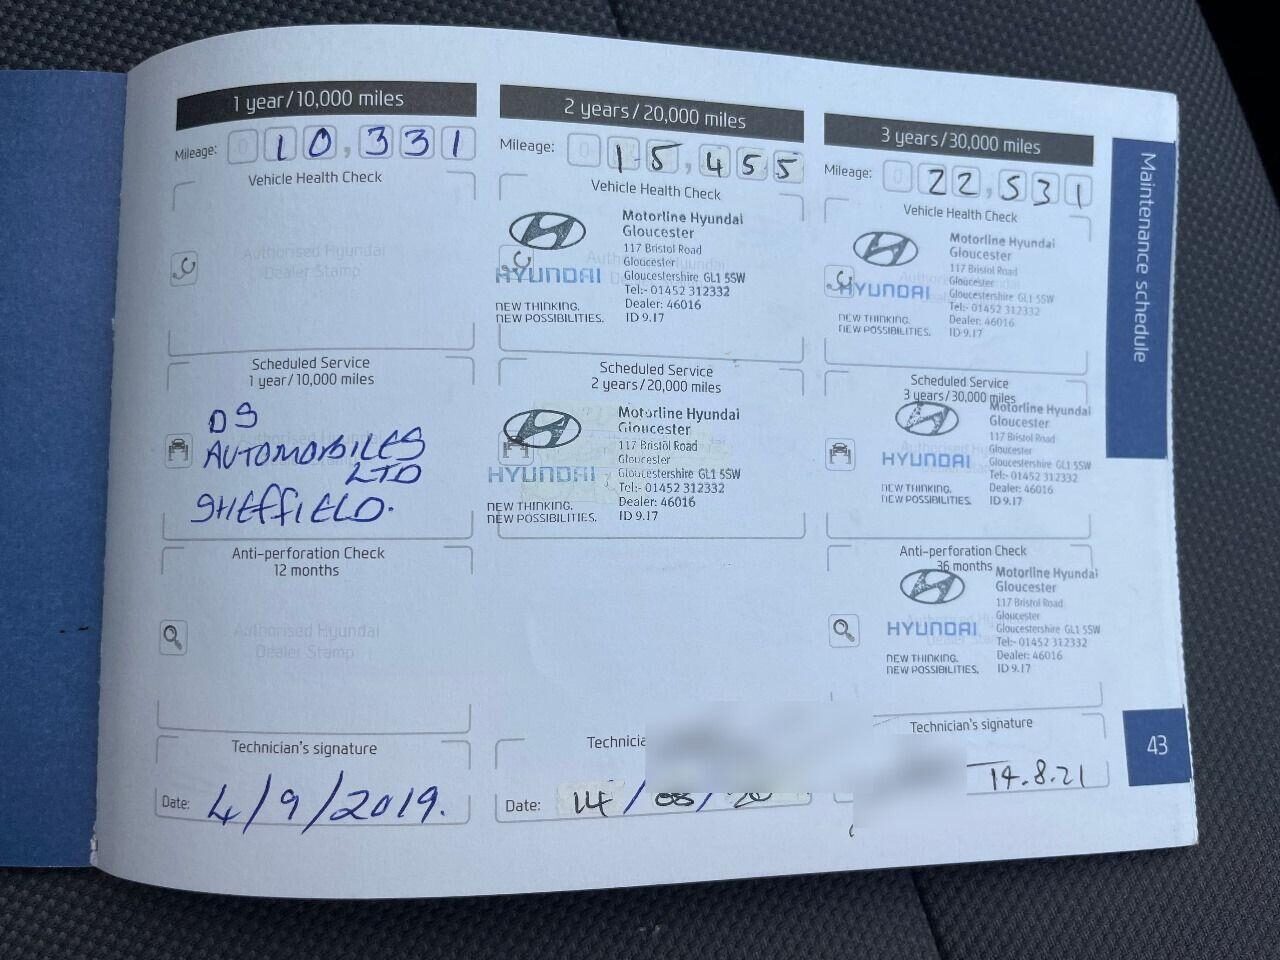 1 year/10,000 miles
Mileage: 0 10,331
Vehicle Health Check
Authorised Hyundai
Dealer Stamp
Scheduled Service
1 year/10,000 miles
DS
AUTOMOBILES
LTD
SHEFFIELD.
Anti-perforation Check
12 months
Authorised Hyundai
Dealer Stamp
Technician's signature
Date: 4/9/2019.
2 years/20,000 miles
Mileage: 0 15,455
Vehicle Health Check
Motorline Hyundai
Gloucester
117 Bristol Road
Gloucester
HYUNDAI
Gloucestershire GL1 5SW
Tel:- 01452 312332
NEW THINKING.
Dealer: 46016
NEW POSSIBILITIES.
ID 9.17
Scheduled Service
2 years/20,000 miles
Motorline Hyundai
Gloucester
117 Bristol Road
Gloucester
HYUNDAI
Gloucestershire GL1 5SW
Tel:- 01452 312332
NEW THINKING.
Dealer: 46016
NEW POSSIBILITIES.
ID 9.17
Date: 14/08/20
3 years/30,000 miles
Mileage: 0 22,531
Vehicle Health Check
Motorline Hyundai
Gloucester
117 Bristol Road
Gloucester
HYUNDAI
Gloucestershire GL1 5SW
Tel:- 01452 312332
NEW THINKING.
Dealer: 46016
NEW POSSIBILITIES.
ID 9.17
Scheduled Service
3 years/30,000 miles
Motorline Hyundai
Gloucester
117 Bristol Road
Gloucester
HYUNDAI
Gloucestershire GL1 5SW
Tel:- 01452 312332
NEW THINKING.
Dealer: 46016
NEW POSSIBILITIES.
ID 9.17
Anti-perforation Check
36 months
Motorline Hyundai
Gloucester
117 Bristol Road
Gloucester
HYUNDAI
Gloucestershire GL1 5SW
Tel:- 01452 312332
NEW THINKING.
Dealer: 46016
NEW POSSIBILITIES.
ID 9.17
Technician's signature
14.8.21
Maintenance schedule
43